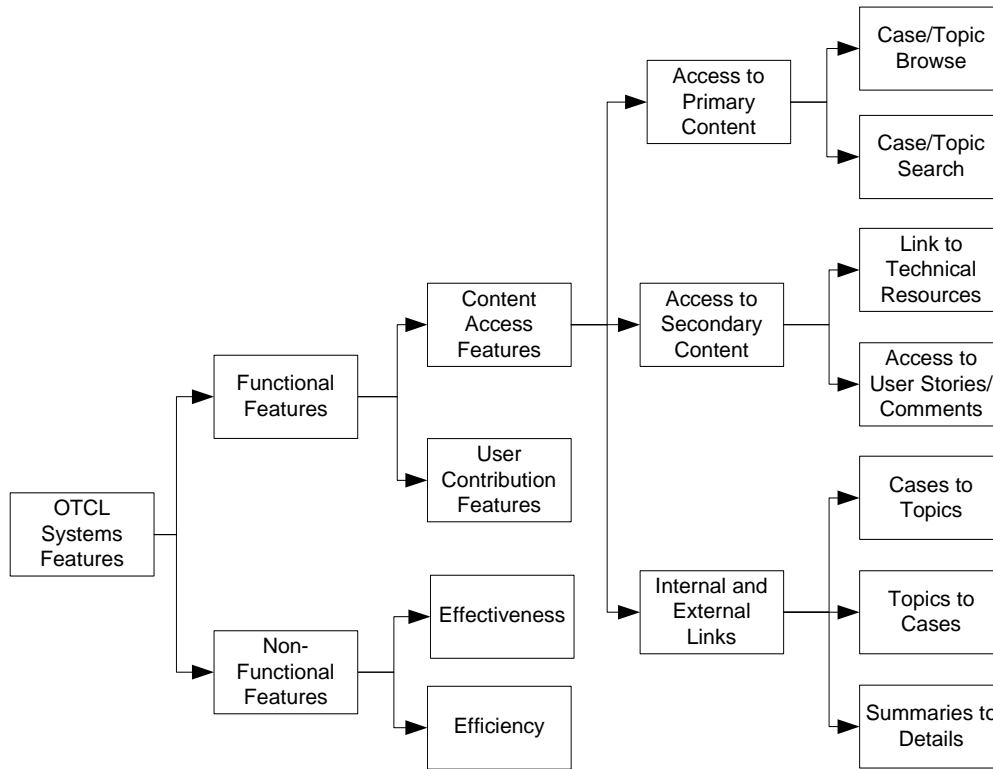 Case/Topic
Browse
Access to
Primary
Content
Case/Topic
Search
Link to
Technical
Resources
Content
Access
Features
Access to
Secondary
Content
Functional
Features
Access to
User Stories/
Comments
User
Contribution
Features
Cases to
Topics
OTCL
Systems
Features
Effectiveness
Internal and
External
Links
Topics to
Cases
Non-
Functional
Features
Efficiency
Summaries to
Details